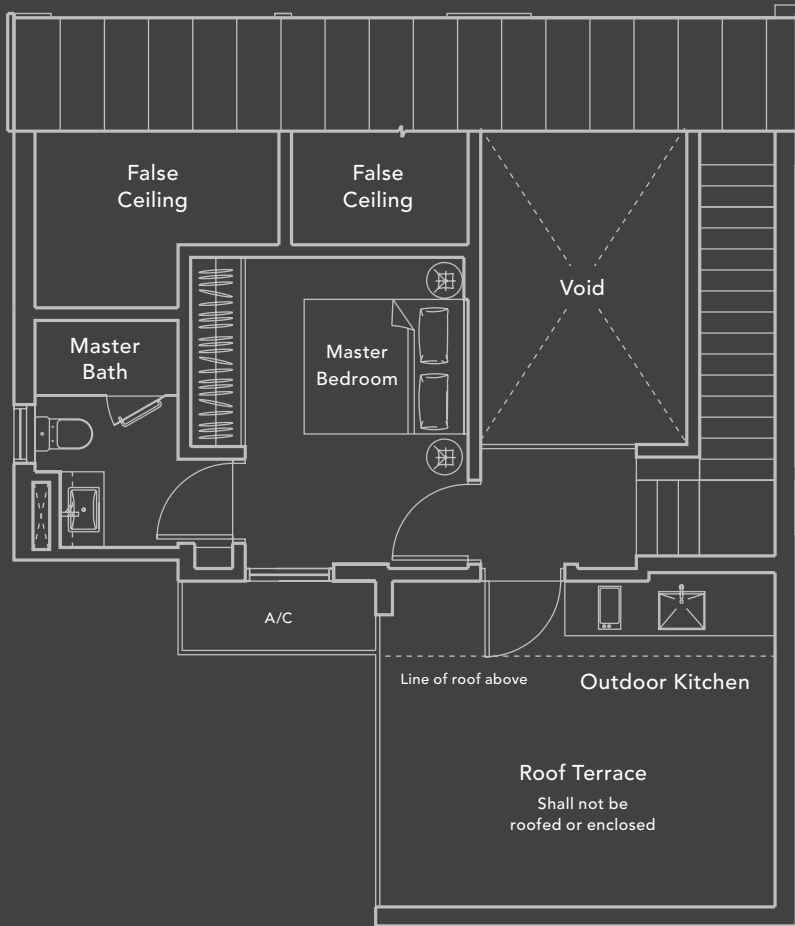 False
Ceiling
False
Ceiling
Void
Master
Bath
Master
Bedroom
A/C
Line of roof above
Outdoor Kitchen
Roof Terrace
Shall not be
roofed or enclosed